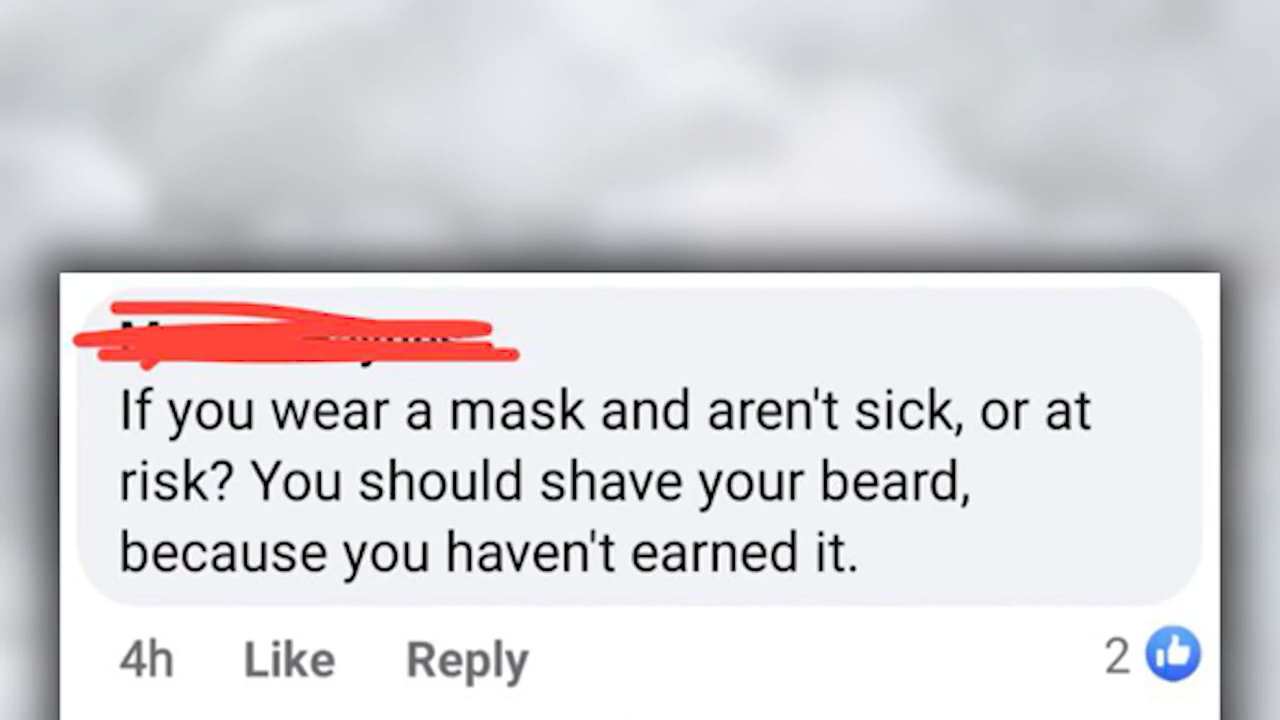 If you wear a mask and aren't sick, or at
risk? You should shave your beard,
because you haven't earned it.
4h Like Reply 2